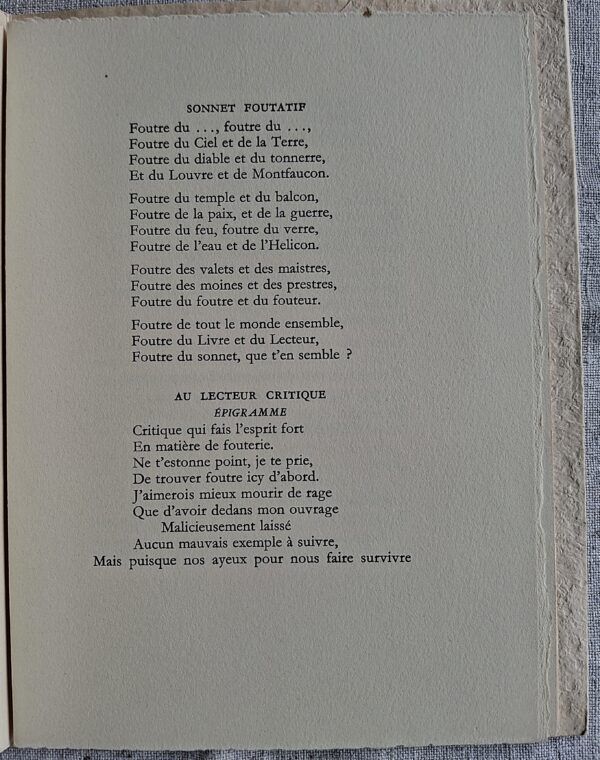 SONNET FOUTATIF
Foutre du ..., foutre du ...,
Foutre du Ciel et de la Terre,
Foutre du diable et du tonnerre,
Et du Louvre et de Montfaucon.
Foutre du temple et du balcon,
Foutre de la paix, et de la guerre,
Foutre du feu, foutre du verre,
Foutre de l'eau et de l'Helicon.
Foutre des valets et des maistres,
Foutre des moines et des prestres,
Foutre du foutre et du fouteur.
Foutre de tout le monde ensemble,
Foutre du Livre et du Lecteur,
Foutre du sonnet, que t'en semble ?
AU LECTEUR CRITIQUE
ÉPIGRAMME
Critique qui fais l'esprit fort
En matière de fouterie.
Ne t'estonne point, je te prie,
De trouver foutre icy d'abord.
J'aimerois mieux mourir de rage
Que d'avoir dedans mon ouvrage
Malicieusement laissé
Aucun mauvais exemple à suivre,
Mais puisque nos ayeux pour nous faire survivre